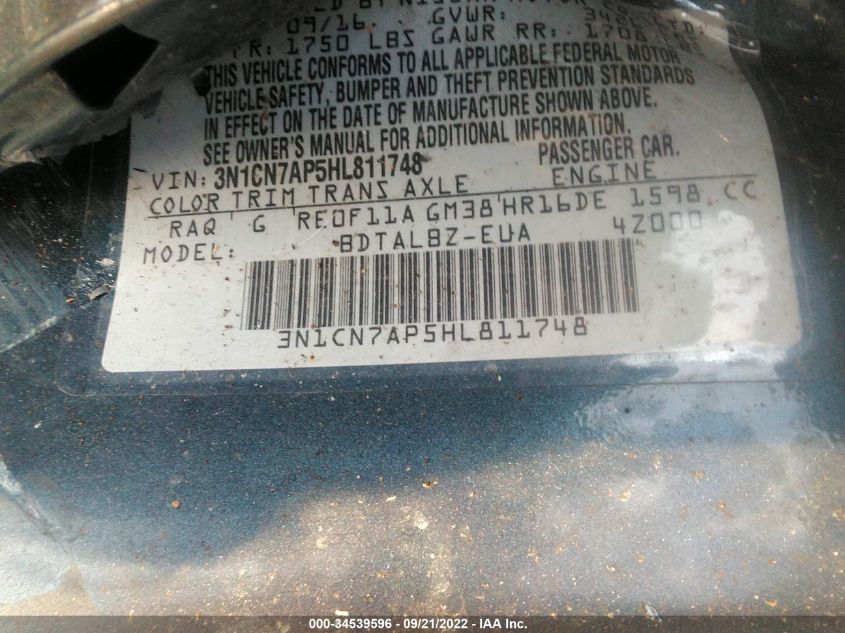 09/16. GVWR:
1750 LBS GAWR RR: 1708
THIS VEHICLE CONFORMS TO ALL APPLICABLE FEDERAL MOTOR
VEHICLE SAFETY, BUMPER AND THEFT PREVENTION STANDARDS
IN EFFECT ON THE DATE OF MANUFACTURE SHOWN ABOVE.
SEE OWNER'S MANUAL FOR ADDITIONAL INFORMATION.
VIN: 3N1CN7AP5HL811748 PASSENGER CAR.
COLOR TRIM TRANS AXLE ENGINE
RAQ G RE0F11A GM38 HR16DE 1598 CC
MODEL: BDTALBZ-EUA 4Z000
3N1CN7AP5HL811748
000-34539596 - 09/21/2022 - IAA Inc.